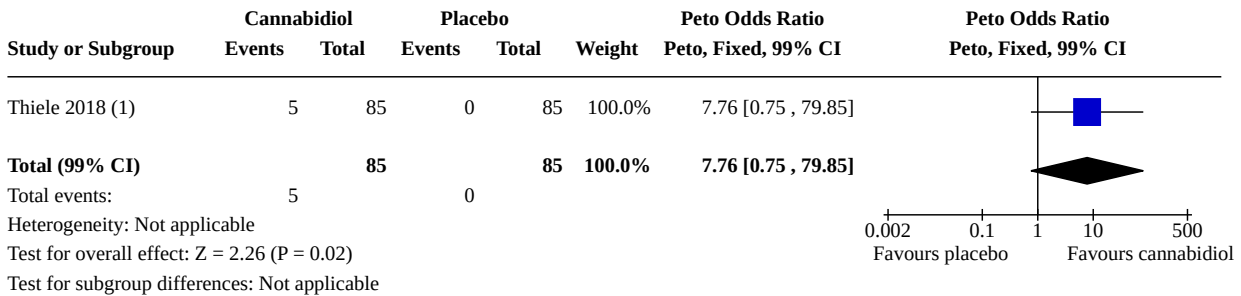 Cannabidiol Placebo Peto Odds Ratio Peto Odds Ratio
Study or Subgroup Events Total Events Total Weight Peto, Fixed, 99% CI Peto, Fixed, 99% CI
Thiele 2018 (1) 5 85 0 85 100.0% 7.76 [0.75 , 79.85]
Total (99% CI) 85 85 100.0% 7.76 [0.75 , 79.85]
Total events: 5 0
Heterogeneity: Not applicable
0.002 0.1 1 10 500
Test for overall effect: Z = 2.26 (P = 0.02) Favours placebo Favours cannabidiol
Test for subgroup differences: Not applicable